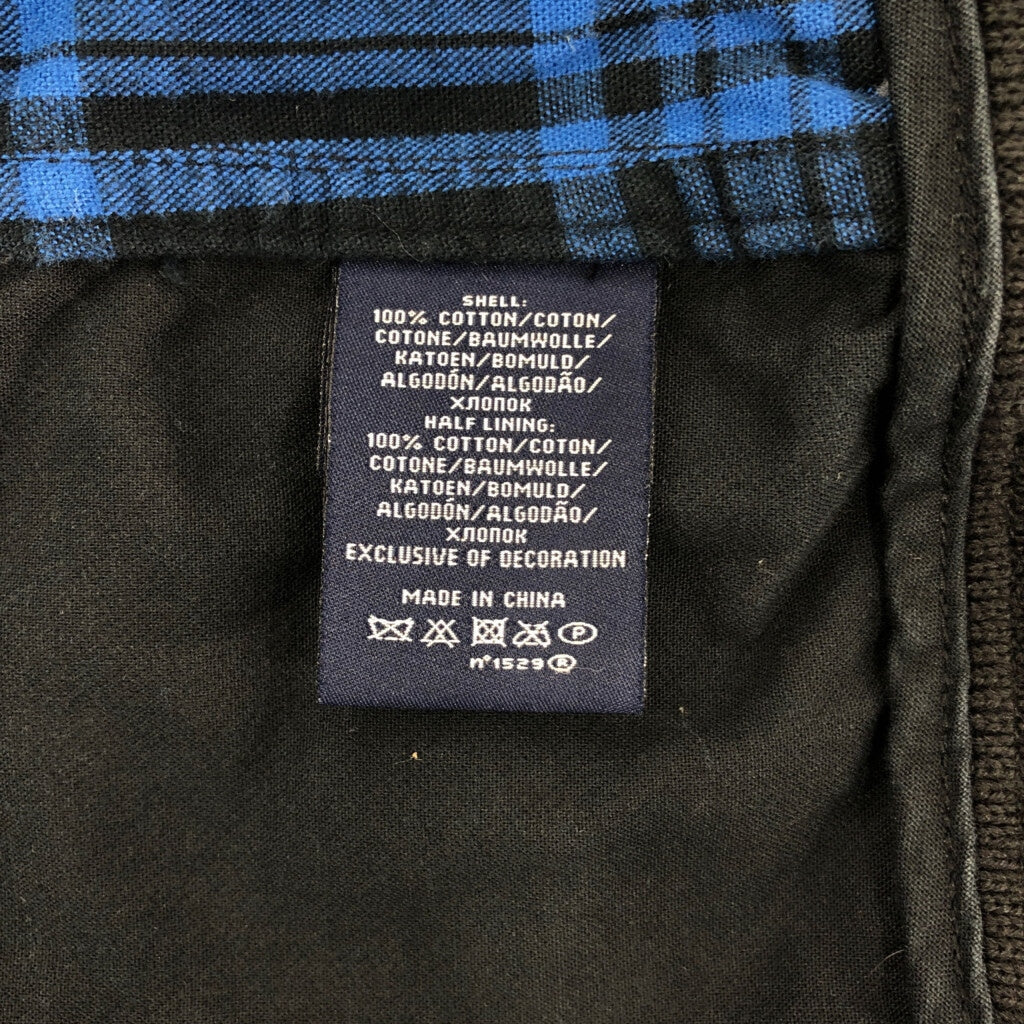 SHELL:
100% COTTON/COTON/
COTONE/BAUMWOLLE/
KATOEN/BOMULD/
ALGODÓN/ALGODÃO/
ХЛОПОК
HALF LINING:
100% COTTON/COTON/
COTONE/BAUMWOLLE/
KATOEN/BOMULD/
ALGODÓN/ALGODÃO/
ХЛОПОК
EXCLUSIVE OF DECORATION
MADE IN CHINA
P
n°1529®